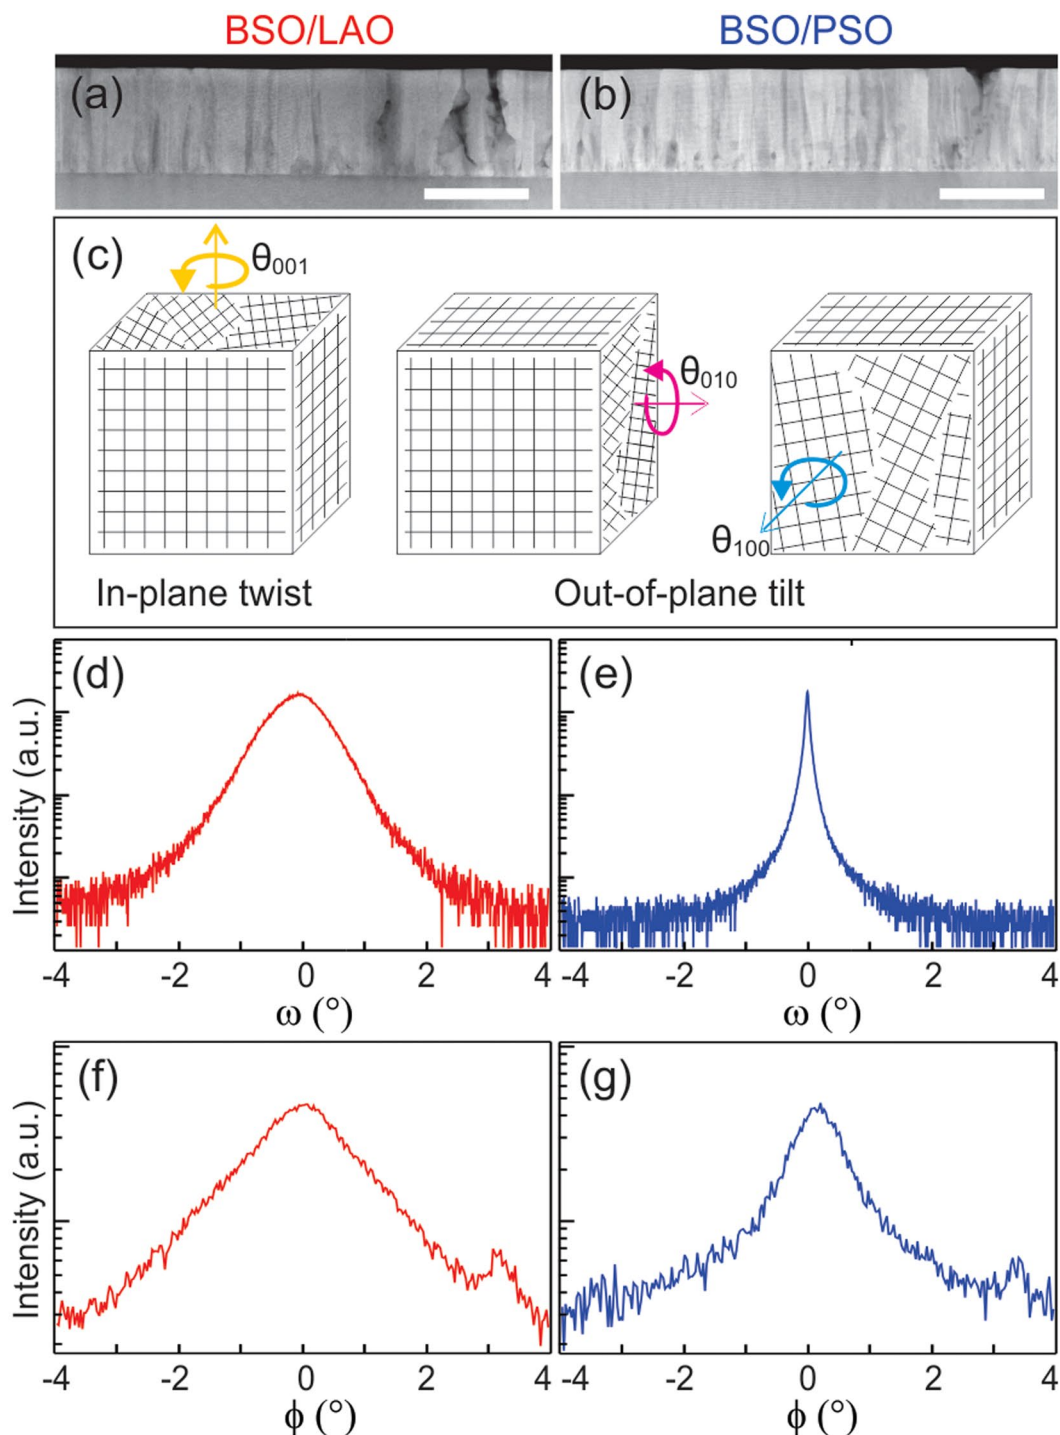 BSO/LAO BSO/PSO
(a) (b)
(c)
θ001
θ010
θ100
In-plane twist Out-of-plane tilt
(d) (e)
Intensity (a.u.)
-4 -2 0 2 4 -4 -2 0 2 4
ω (°) ω (°)
(f) (g)
Intensity (a.u.)
-4 -2 0 2 4 -4 -2 0 2 4
ϕ (°) ϕ (°)